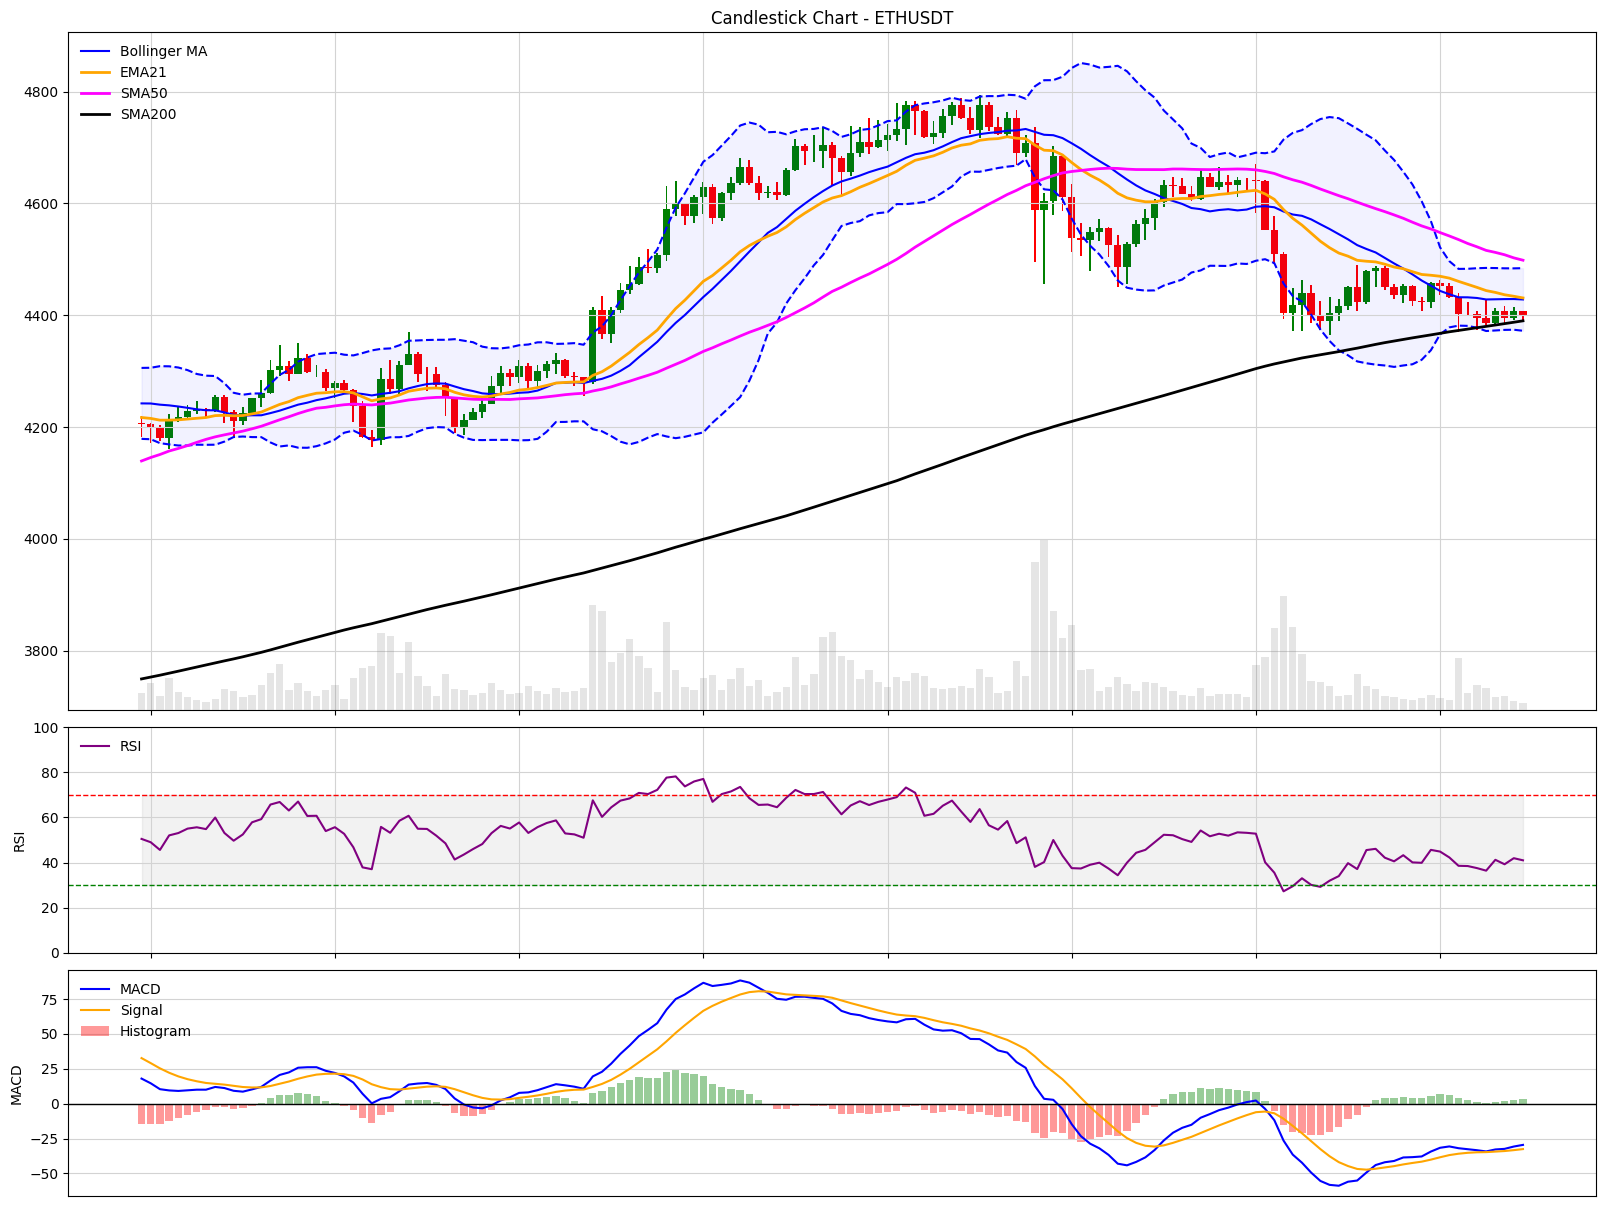 Candlestick Chart - ETHUSDT
Bollinger MA
EMA21
SMA50
SMA200
4800
4600
4400
4200
4000
3800
RSI
100
80
60
40
20
0
RSI
MACD
Signal
Histogram
75
50
25
0
−25
−50
MACD